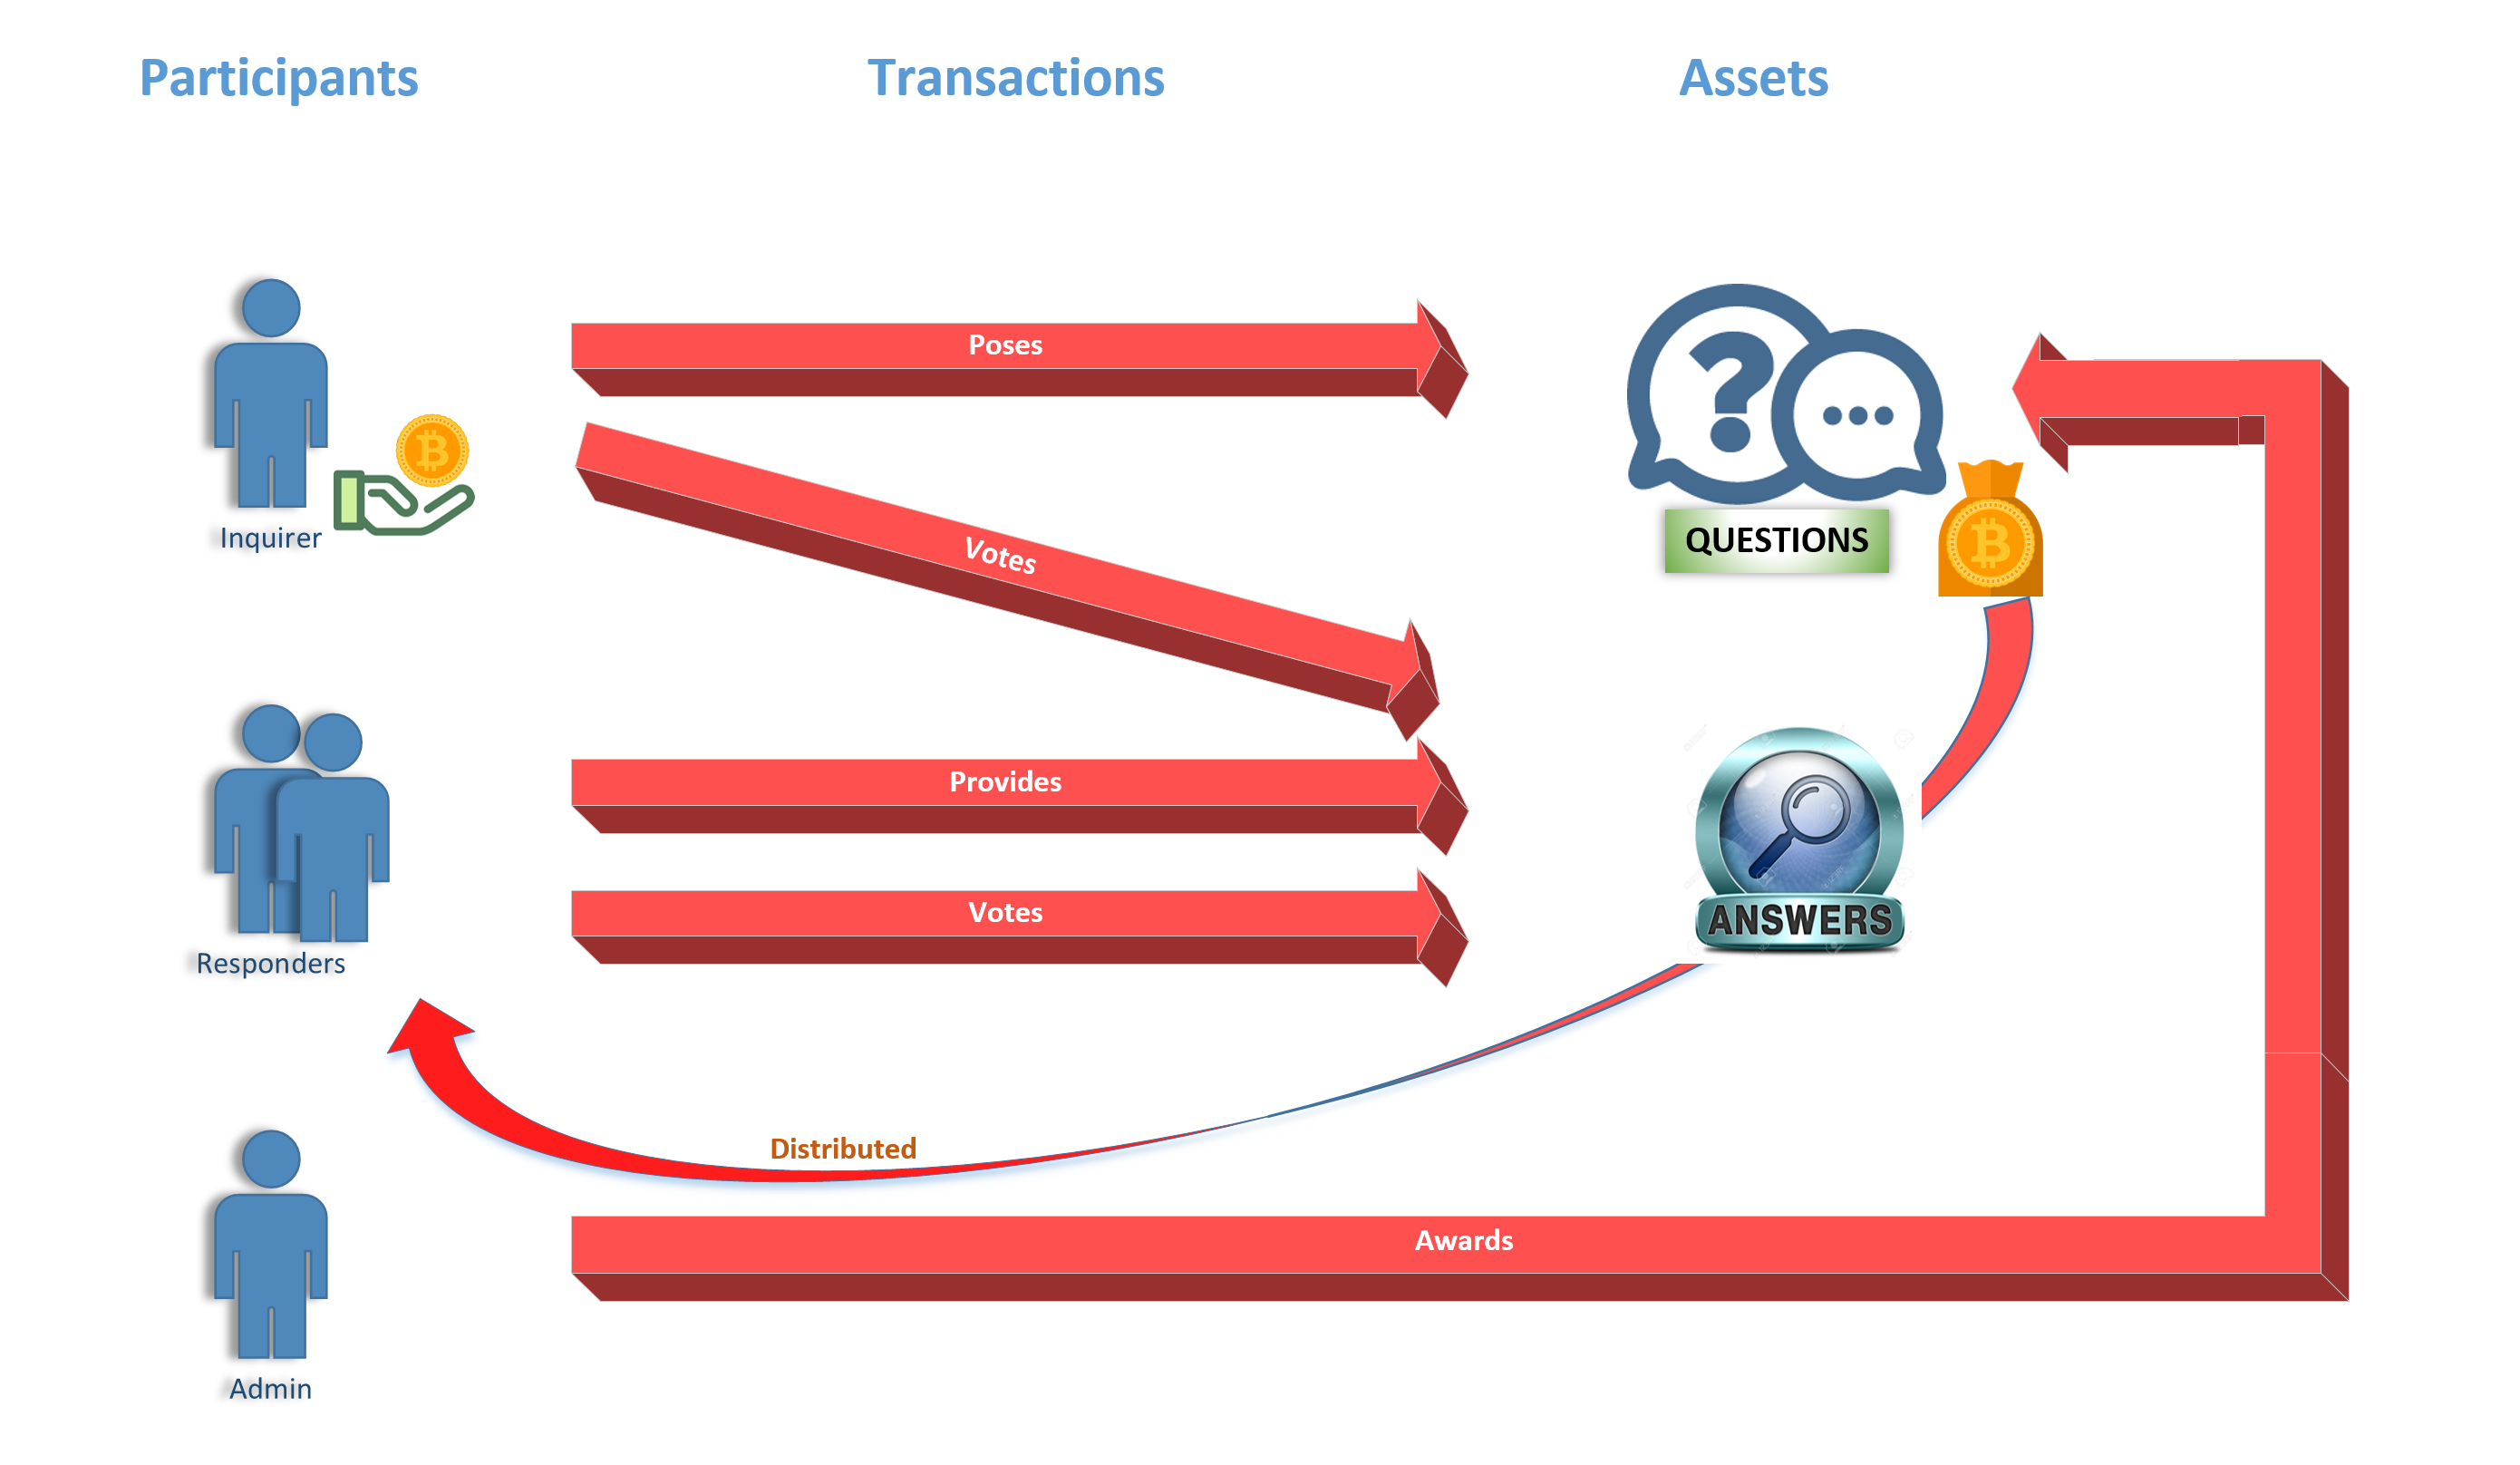 Participants
Transactions
Assets
Poses
Inquirer
Votes
QUESTIONS
Provides
Votes
ANSWERS
Responders
Distributed
Awards
Admin